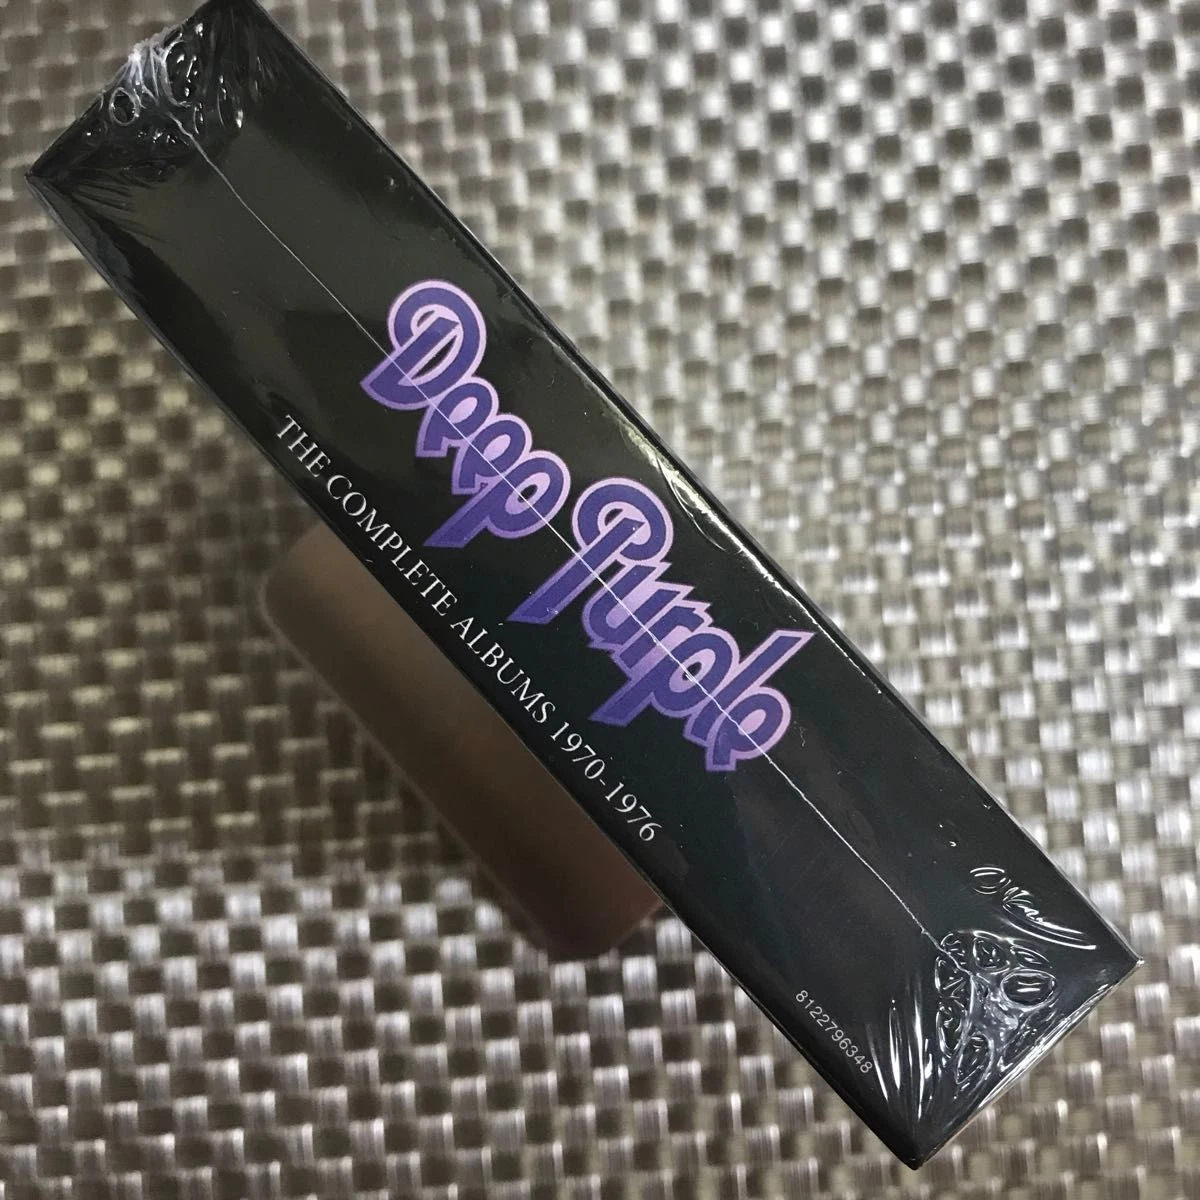 Deep Purple
THE COMPLETE ALBUMS 1970-1976
8122796348